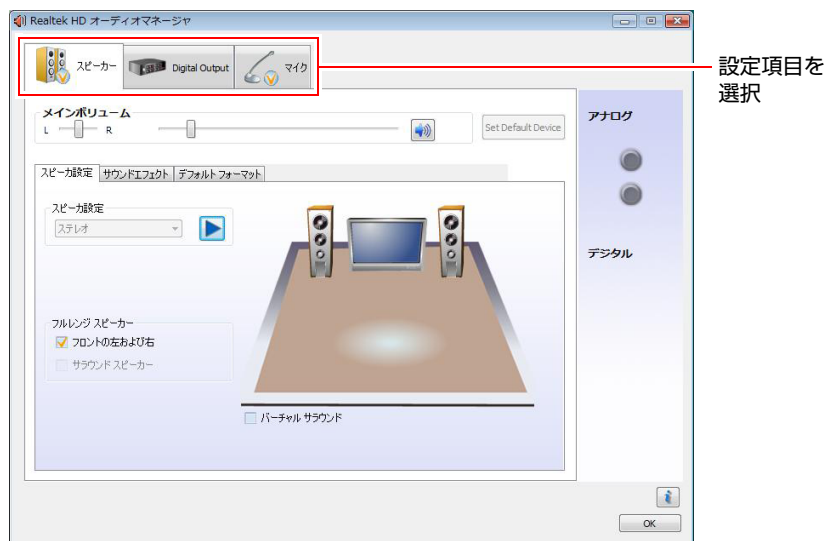 Realtek HD オーディオマネージャ
スピーカー
Digital Output
マイク
設定項目を
選択
メインボリューム
L
R
Set Default Device
アナログ
スピーカ設定
サウンドエフェクト
デフォルト フォーマット
スピーカ設定
ステレオ
デジタル
フルレンジ スピーカー
フロントの左および右
サラウンド スピーカー
バーチャル サラウンド
OK